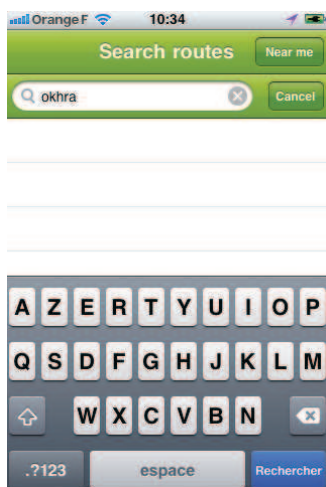 Orange F 10:34
Search routes Near me
okhra Cancel
A Z E R T Y U I O P
Q S D F G H J K L M
W X C V B N
.?123 espace Rechercher